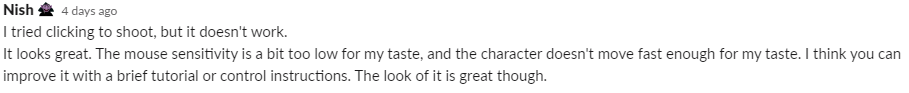 Nish 4 days ago
I tried clicking to shoot, but it doesn't work.
It looks great. The mouse sensitivity is a bit too low for my taste, and the character doesn't move fast enough for my taste. I think you can
improve it with a brief tutorial or control instructions. The look of it is great though.